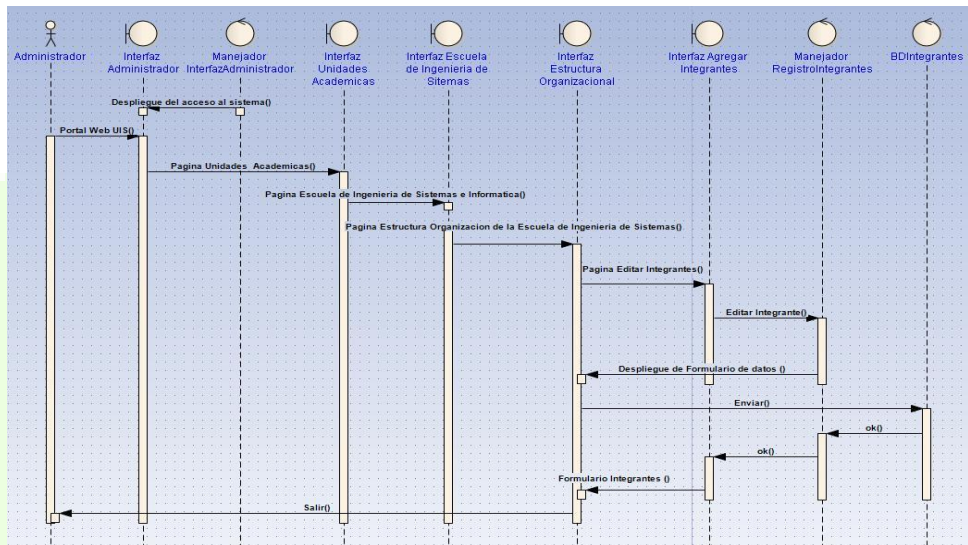 Administrador
Interfaz
Administrador
Manejador
InterfazAdministrador
Interfaz
Unidades
Academicas
Interfaz Escuela
de Ingenieria de
Sitemas
Interfaz
Estructura
Organizacional
Interfaz Agregar
Integrantes
Manejador
RegistroIntegrantes
BDIntegrantes
Despliegue del acceso al sistema()
Portal Web UIS()
Pagina Unidades Academicas()
Pagina Escuela de Ingenieria de Sistemas e Informatica()
Pagina Estructura Organizacion de la Escuela de Ingenieria de Sistemas()
Pagina Editar Integrantes()
Editar Integrante()
Despliegue de Formulario de datos ()
Enviar()
ok()
ok()
Formulario Integrantes ()
Salir()